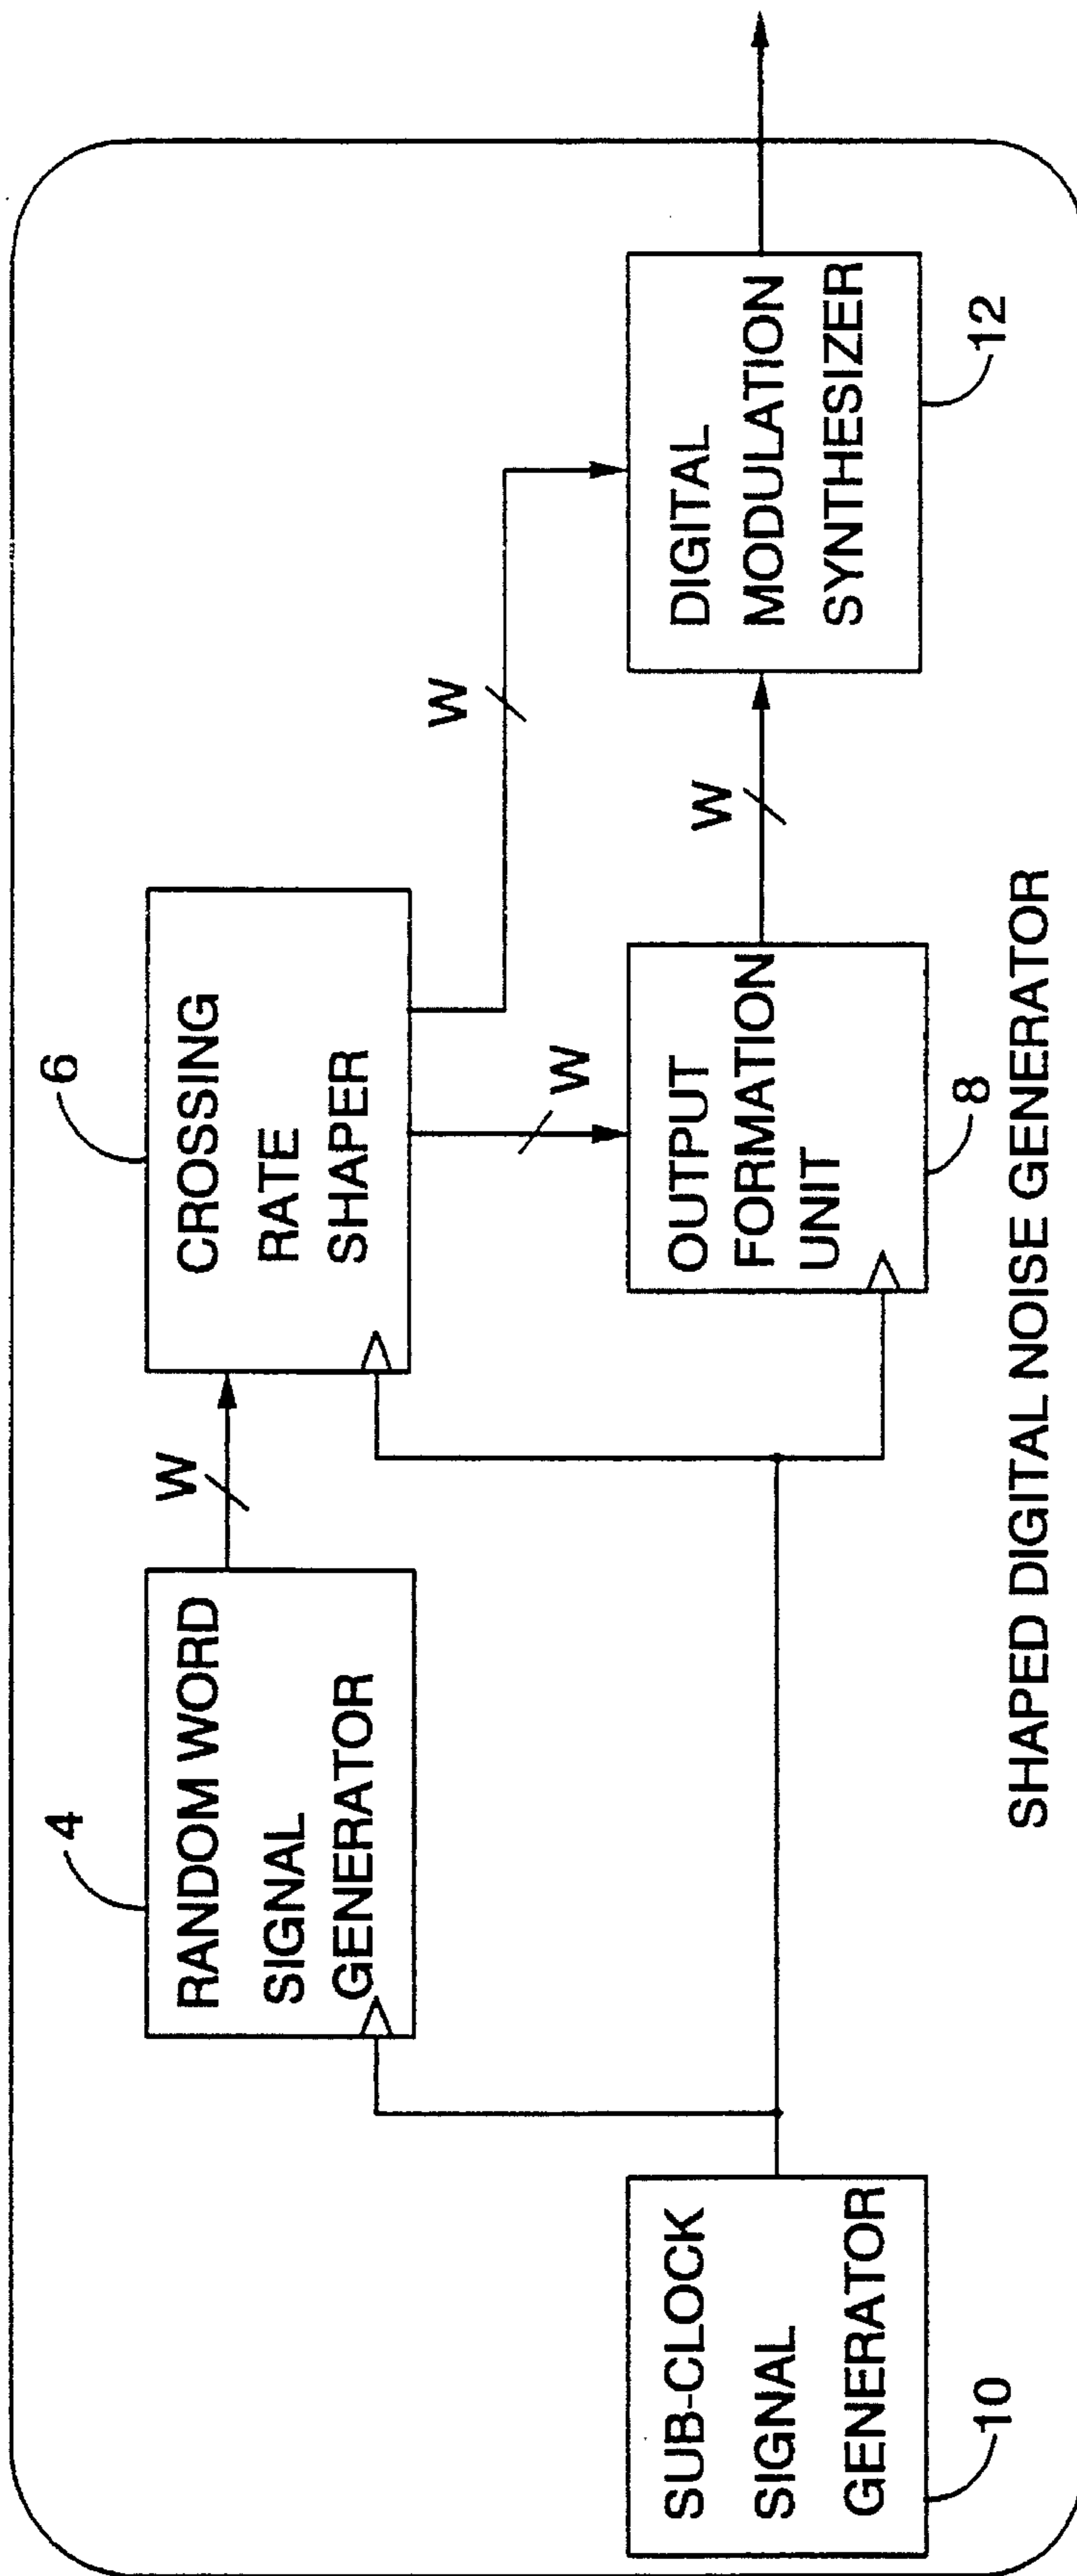 4
RANDOM WORD
SIGNAL
GENERATOR
W
6
CROSSING
RATE
SHAPER
W
W
SUB-CLOCK
SIGNAL
GENERATOR
10
OUTPUT
FORMATION
UNIT
8
W
DIGITAL
MODULATION
SYNTHESIZER
12
SHAPED DIGITAL NOISE GENERATOR